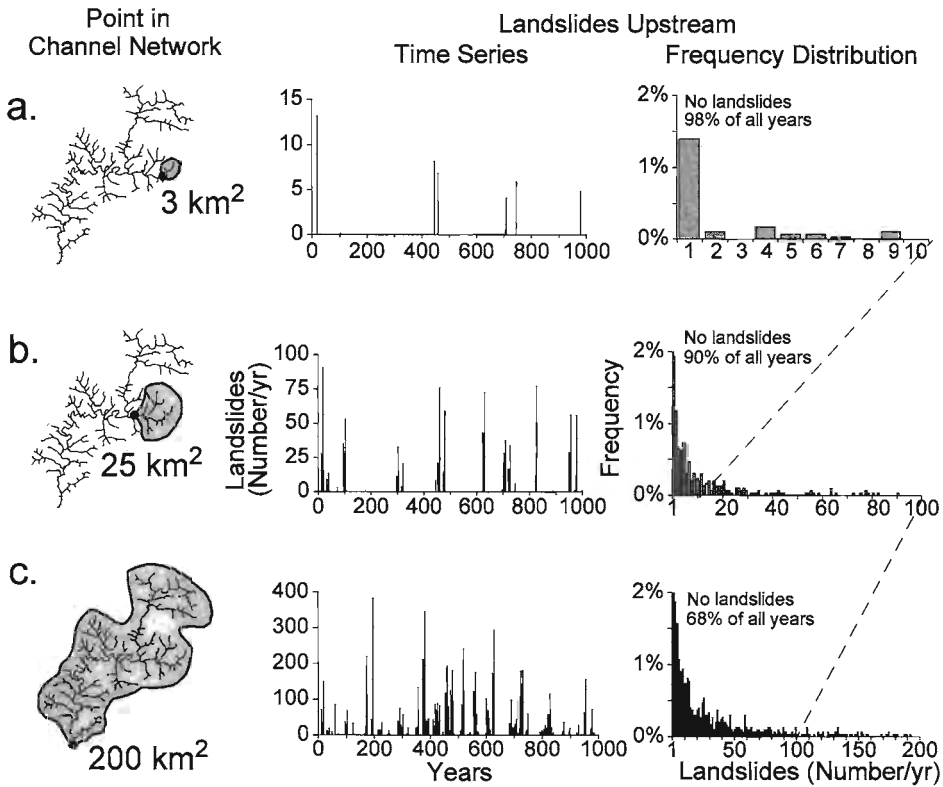 Point in
Channel Network
Landslides Upstream
Time Series
Frequency Distribution
a.
3 km²
15
10
5
0
0 200 400 600 800 1000
2%
1%
0%
No landslides
98% of all years
1 2 3 4 5 6 7 8 9 10
b.
25 km²
Landslides
(Number/yr)
100
75
50
25
0
0 200 400 600 800 1000
Frequency
2%
1%
0%
No landslides
90% of all years
1 20 40 60 80 100
c.
200 km²
400
300
200
100
0
0 200 400 600 800 1000
Years
2%
1%
0%
No landslides
68% of all years
1 50 100 150 200
Landslides (Number/yr)